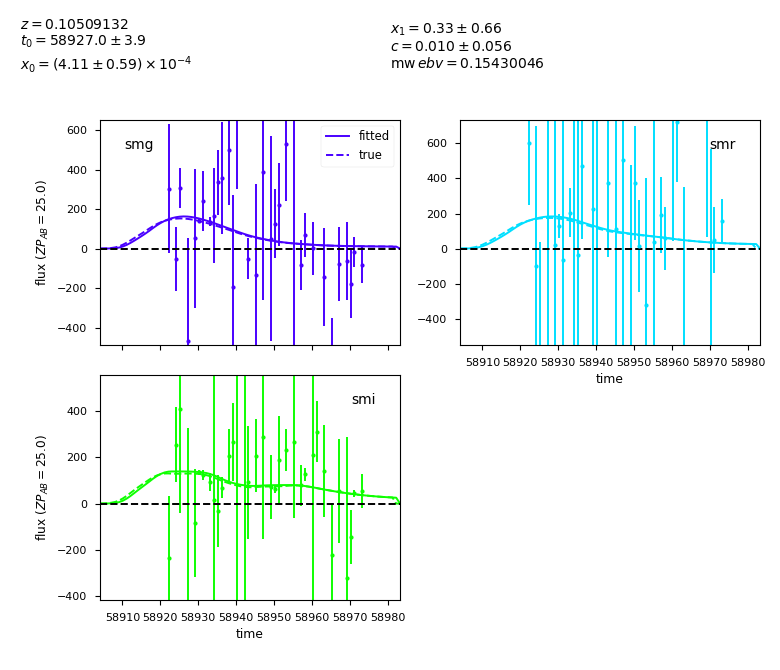 z = 0.10509132
t₀ = 58927.0 ± 3.9
x₀ = (4.11 ± 0.59) × 10⁻⁴
x₁ = 0.33 ± 0.66
c = 0.010 ± 0.056
mw ebv = 0.15430046
smg
fitted
true
600
400
200
0
−200
−400
flux (ZP_AB = 25.0)
smr
600
400
200
0
−200
−400
58910 58920 58930 58940 58950 58960 58970 58980
time
smi
400
200
0
−200
−400
flux (ZP_AB = 25.0)
58910 58920 58930 58940 58950 58960 58970 58980
time